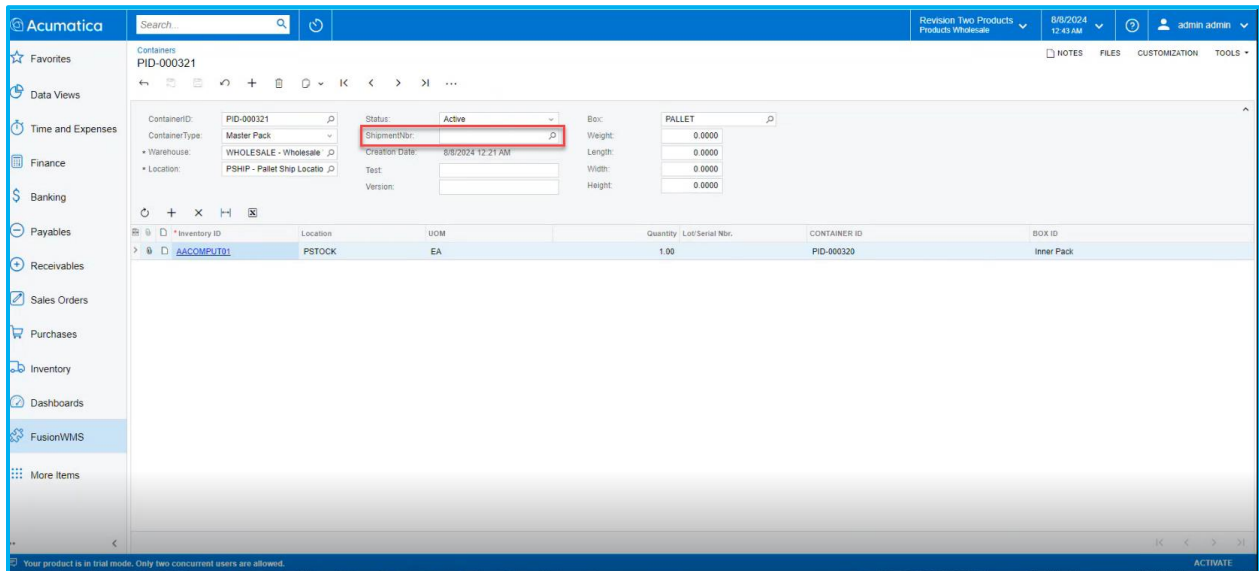 Acumatica
Search...
Revision Two Products
Products Wholesale
8/8/2024
12:43 AM
admin admin
Favorites
Data Views
Time and Expenses
Finance
Banking
Payables
Receivables
Sales Orders
Purchases
Inventory
Dashboards
FusionWMS
More Items
Containers
PID-000321
NOTES FILES CUSTOMIZATION TOOLS
ContainerID: PID-000321 Status: Active Box: PALLET
ContainerType: Master Pack ShipmentNbr: Weight: 0.0000
* Warehouse: WHOLESALE - Wholesale Creation Date: 8/8/2024 12:21 AM Length: 0.0000
* Location: PSHIP - Pallet Ship Locatio Test: Width: 0.0000
Version: Height: 0.0000
* Inventory ID Location UOM Quantity Lot/Serial Nbr. CONTAINER ID BOX ID
AACOMPUT01 PSTOCK EA 1.00 PID-000320 Inner Pack
Your product is in trial mode. Only two concurrent users are allowed. ACTIVATE